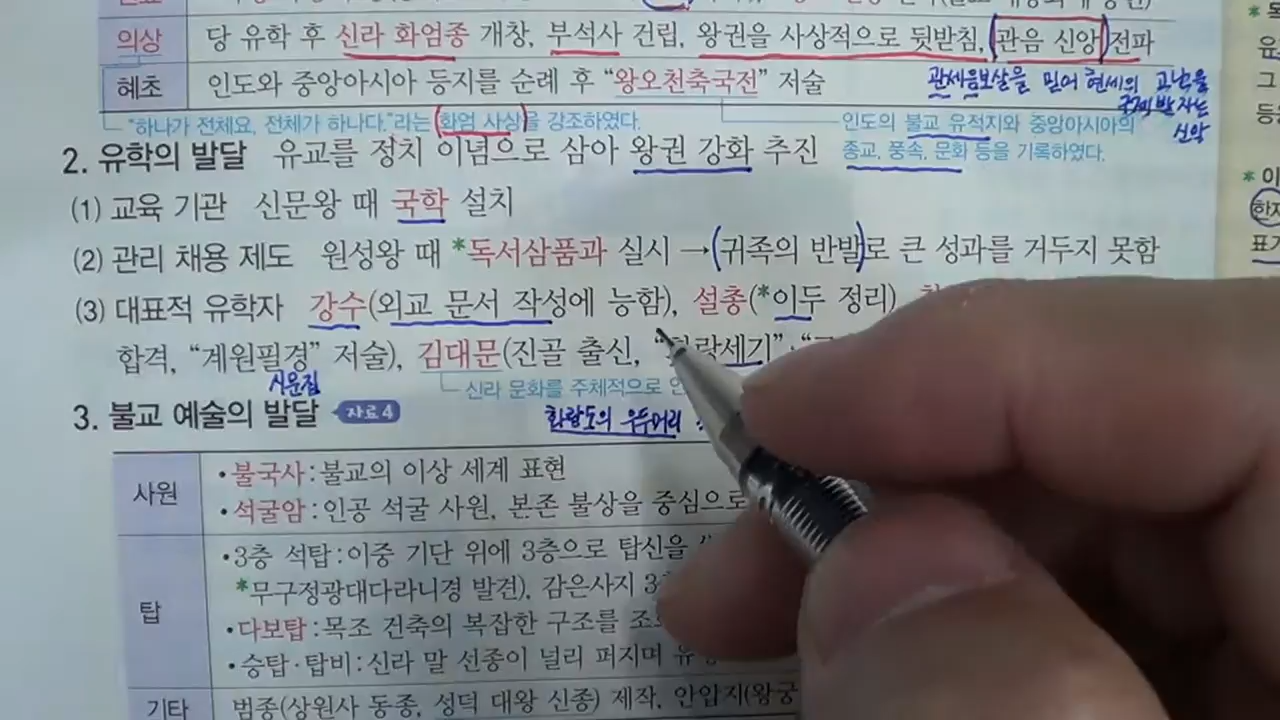 의상 당 유학 후 신라 화엄종 개창, 부석사 건립, 왕권을 사상적으로 뒷받침, 관음 신앙 전파
혜초 인도와 중앙아시아 등지를 순례 후 “왕오천축국전” 저술
관세음보살을 믿어 현세의 고난을
신앙
“하나가 전체요, 전체가 하나다.”라는 화엄 사상을 강조하였다.
인도의 불교 유적지와 중앙아시아의
종교, 풍속, 문화 등을 기록하였다.
2. 유학의 발달 유교를 정치 이념으로 삼아 왕권 강화 추진
(1) 교육 기관 신문왕 때 국학 설치
(2) 관리 채용 제도 원성왕 때 *독서삼품과 실시 → (귀족의 반발)로 큰 성과를 거두지 못함
(3) 대표적 유학자 강수(외교 문서 작성에 능함), 설총(*이두 정리),
합격, “계원필경” 저술), 김대문(진골 출신, “화랑세기”·
시문집
신라 문화를 주체적으로
화랑도의 우두머리
3. 불교 예술의 발달 자료 4
사원
• 불국사 : 불교의 이상 세계 표현
• 석굴암 : 인공 석굴 사원, 본존 불상을 중심으로
탑
• 3층 석탑 : 이중 기단 위에 3층으로 탑신을
*무구정광대다라니경 발견), 감은사지 3
• 다보탑 : 목조 건축의 복잡한 구조를
• 승탑·탑비 : 신라 말 선종이 널리 퍼지며
기타 범종(상원사 동종, 성덕 대왕 신종) 제작, 안압지(왕궁